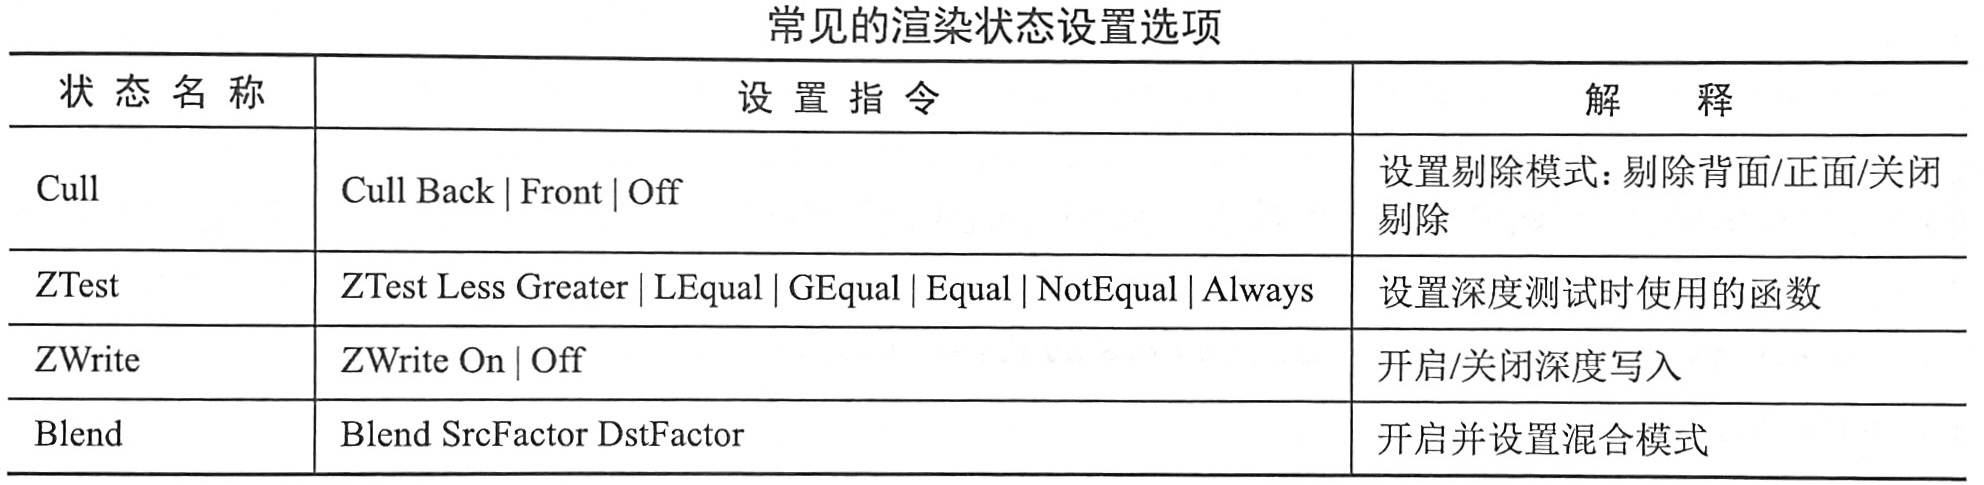 常见的渲染状态设置选项
状态名称 设置指令 解释
Cull Cull Back | Front | Off 设置剔除模式：剔除背面/正面/关闭
剔除
ZTest ZTest Less Greater | LEqual | GEqual | Equal | NotEqual | Always 设置深度测试时使用的函数
ZWrite ZWrite On | Off 开启/关闭深度写入
Blend Blend SrcFactor DstFactor 开启并设置混合模式